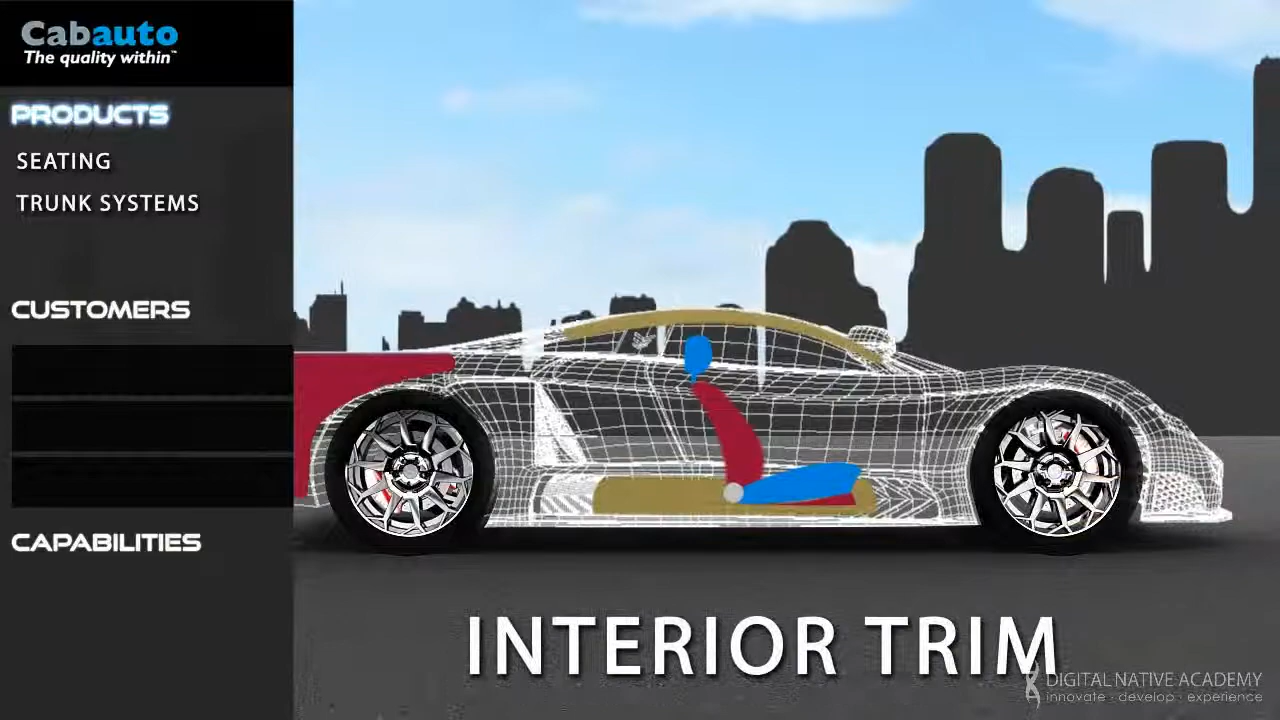 Cabauto
The quality within™
PRODUCTS
SEATING
TRUNK SYSTEMS
CUSTOMERS
CAPABILITIES
INTERIOR TRIM
DIGITAL NATIVE ACADEMY
innovate · develop · experience